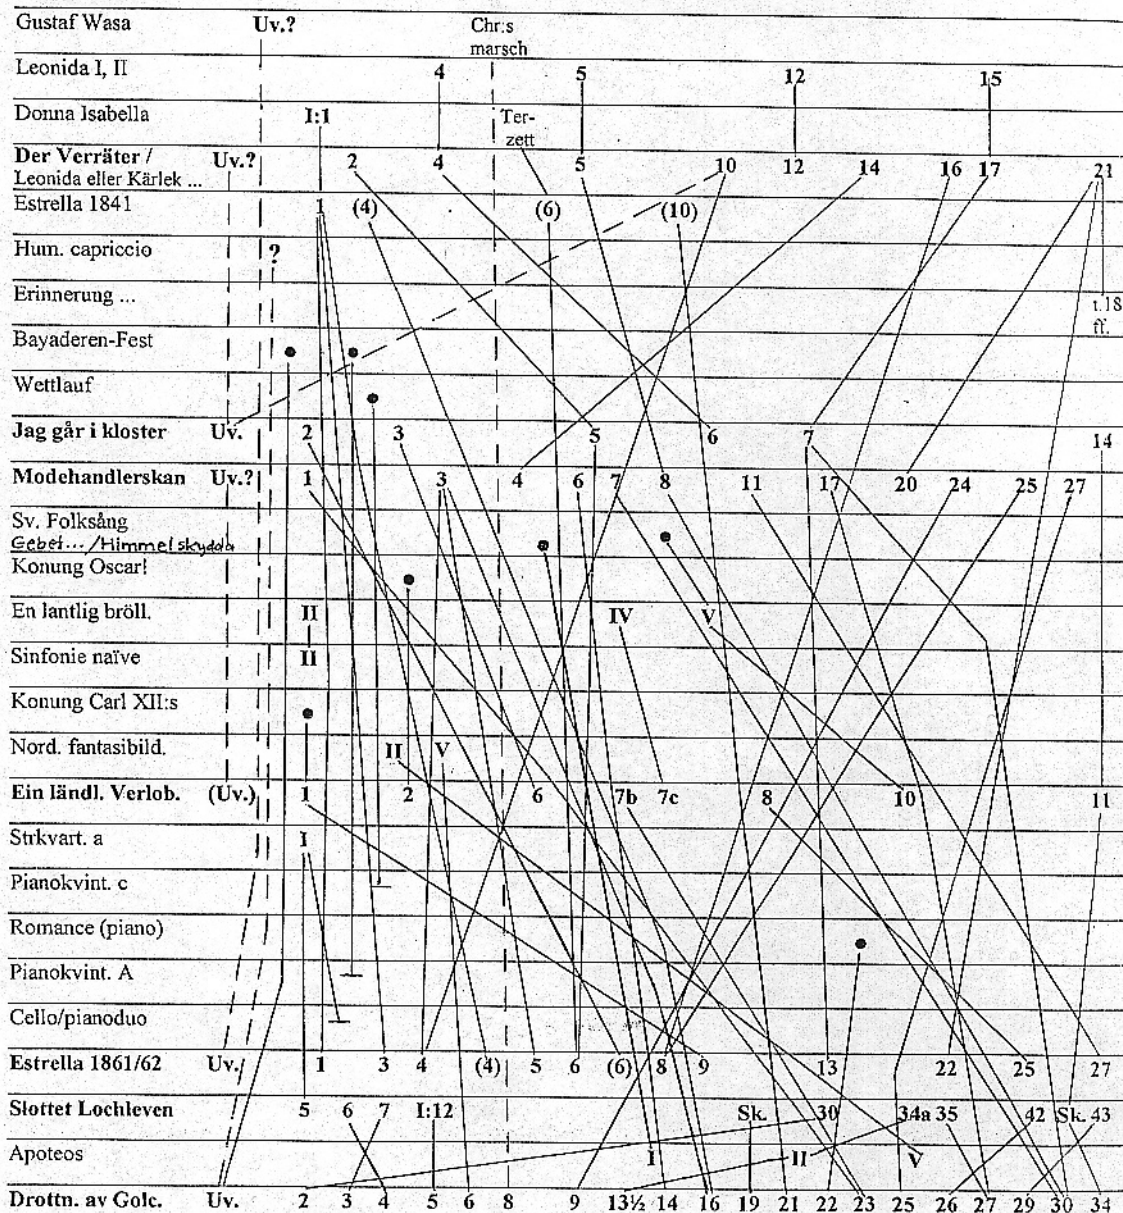 Gustaf Wasa Uv.? Chr:s
marsch
Leonida I, II 4 5 12 15
Donna Isabella I:1 Ter-
zett
Der Verräter / Uv.? 2 4 5 10 12 14 16 17 21
Leonida eller Kärlek ...
Estrella 1841 1 (4) (6) (10)
Hum. capriccio ?
Erinnerung ... t.18
ff.
Bayaderen-Fest
Wettlauf
Jag går i kloster Uv. 2 3 5 6 7 14
Modehandlerskan Uv.? 1 3 4 6 7 8 11 17 20 24 25 27
Sv. Folksång
Gebet.../Himmel skydda
Konung Oscar!
En lantlig bröll. II IV V
Sinfonie naïve II
Konung Carl XII:s
Nord. fantasibild. II V
Ein ländl. Verlob. (Uv.) 1 2 6 7b 7c 8 10 11
Strkvart. a I
Pianokvint. c
Romance (piano)
Pianokvint. A
Cello/pianoduo
Estrella 1861/62 Uv. 1 3 4 (4) 5 6 (6) 8 9 13 22 25 27
Slottet Lochleven 5 6 7 I:12 Sk. 30 34a 35 42 Sk. 43
Apoteos I II V
Drottn. av Golc. Uv. 2 3 4 5 6 8 9 13½ 14 16 19 21 22 23 25 26 27 29 30 34